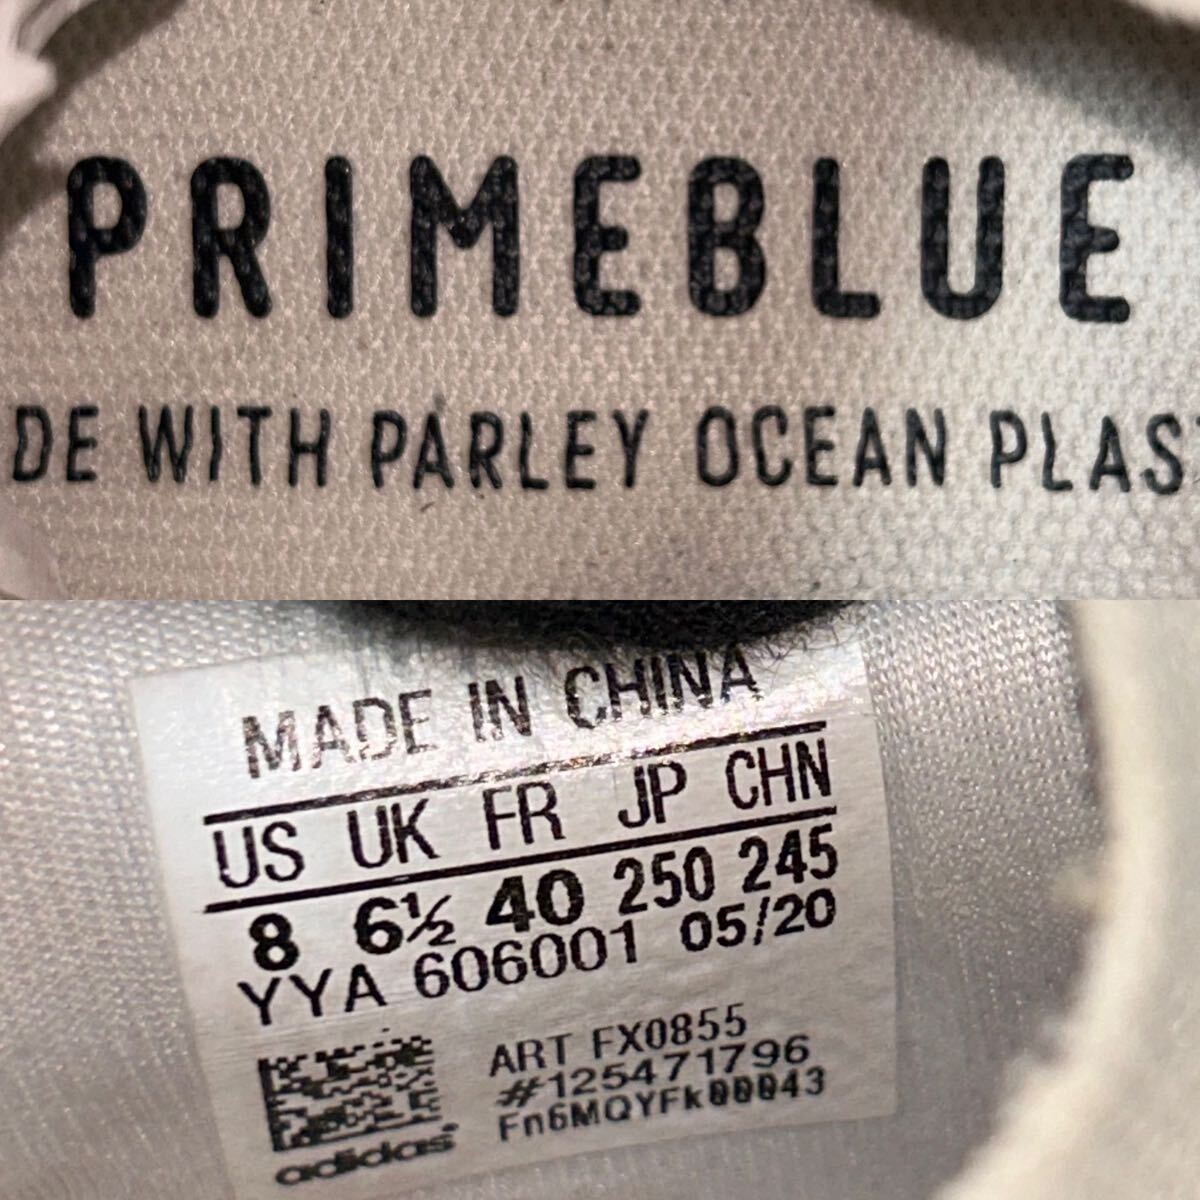 PRIMEBLUE
DE WITH PARLEY OCEAN PLAS
MADE IN CHINA
US UK FR JP CHN
8 6½ 40 250 245
YYA 606001 05/20
ART FX0855
#125471796
Fn6MQYFk00043
adidas